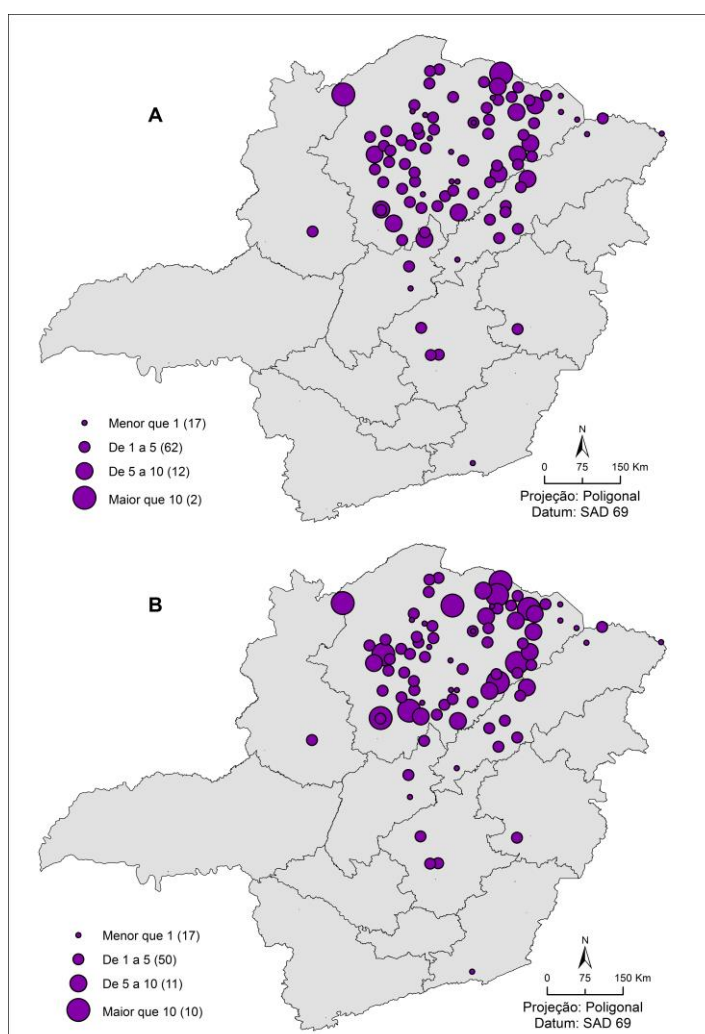 A
Menor que 1 (17)
De 1 a 5 (62)
De 5 a 10 (12)
Maior que 10 (2)
N
0 75 150 Km
Projeção: Poligonal
Datum: SAD 69
B
Menor que 1 (17)
De 1 a 5 (50)
De 5 a 10 (11)
Maior que 10 (10)
N
0 75 150 Km
Projeção: Poligonal
Datum: SAD 69